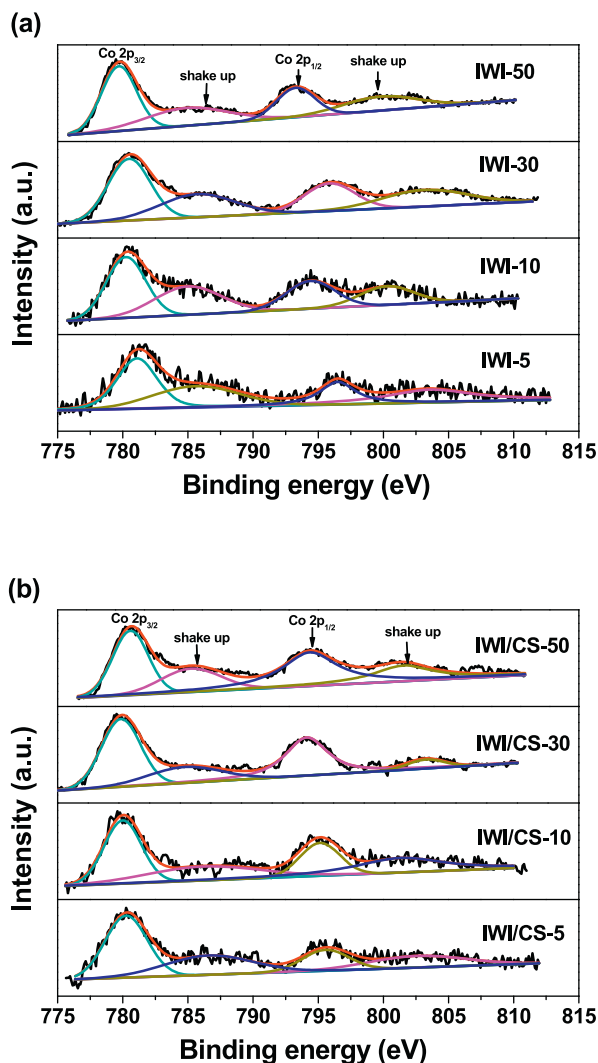 (a)
Co 2p3/2
shake up
Co 2p1/2
shake up
IWI-50
IWI-30
IWI-10
IWI-5
Intensity (a.u.)
775 780 785 790 795 800 805 810 815
Binding energy (eV)
(b)
Co 2p3/2
shake up
Co 2p1/2
shake up
IWI/CS-50
IWI/CS-30
IWI/CS-10
IWI/CS-5
Intensity (a.u.)
775 780 785 790 795 800 805 810 815
Binding energy (eV)